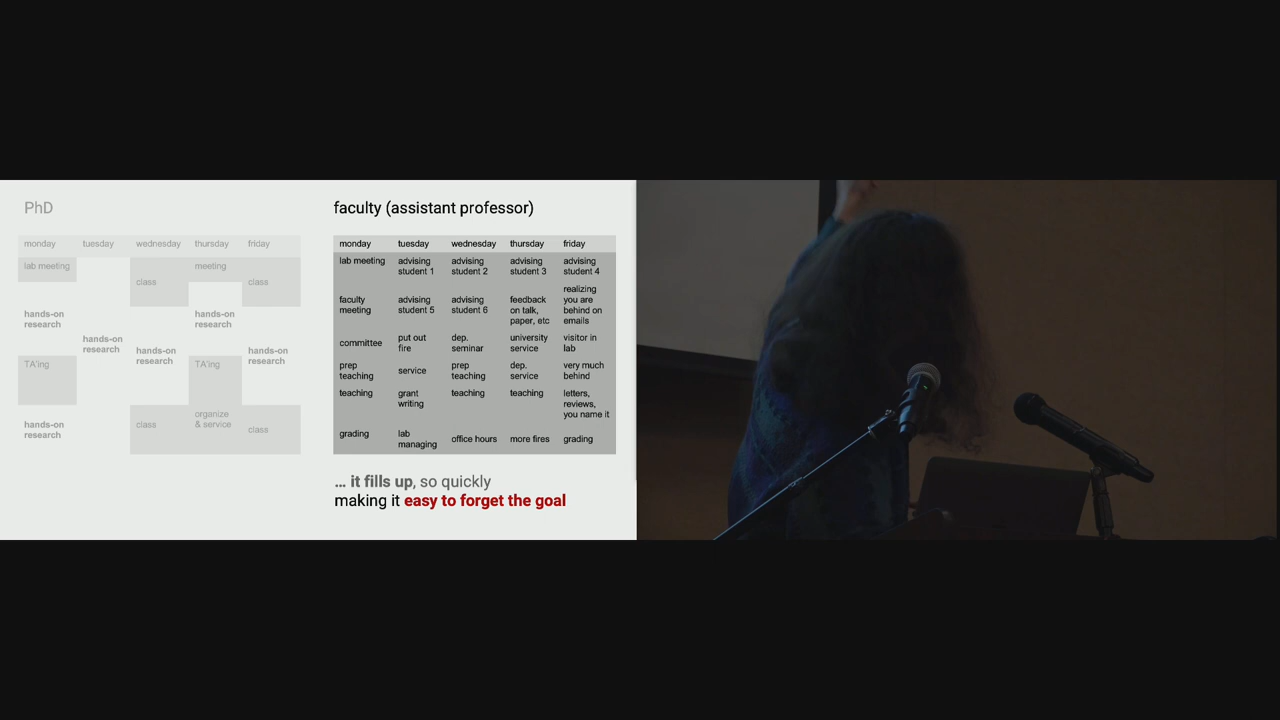 PhD
monday tuesday wednesday thursday friday
lab meeting
class
meeting
class
hands-on
research
hands-on
research
hands-on
research
hands-on
research
hands-on
research
TA'ing
TA'ing
hands-on
research
class
organize
& service
class
faculty (assistant professor)
monday tuesday wednesday thursday friday
lab meeting
advising
student 1
advising
student 2
advising
student 3
advising
student 4
faculty
meeting
advising
student 5
advising
student 6
feedback
on talk,
paper, etc
realizing
you are
behind on
emails
committee
put out
fire
dep.
seminar
university
service
visitor in
lab
prep
teaching
service
prep
teaching
dep.
service
very much
behind
teaching
grant
writing
teaching
teaching
letters,
reviews,
you name it
grading
lab
managing
office hours
more fires
grading
... it fills up, so quickly
making it easy to forget the goal